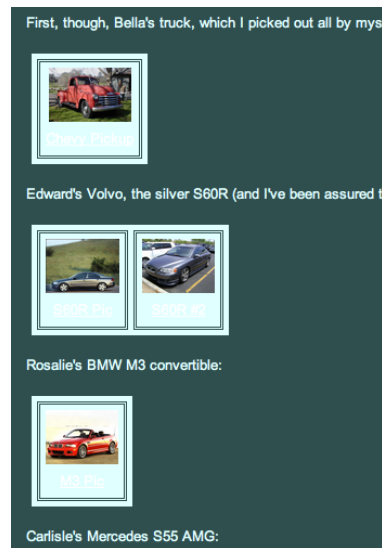 First, though, Bella's truck, which I picked out all by mys
Chevy Pickup
Edward's Volvo, the silver S60R (and I've been assured t
S60R Pic
S60R #2
Rosalie's BMW M3 convertible:
M3 Pic
Carlisle's Mercedes S55 AMG: